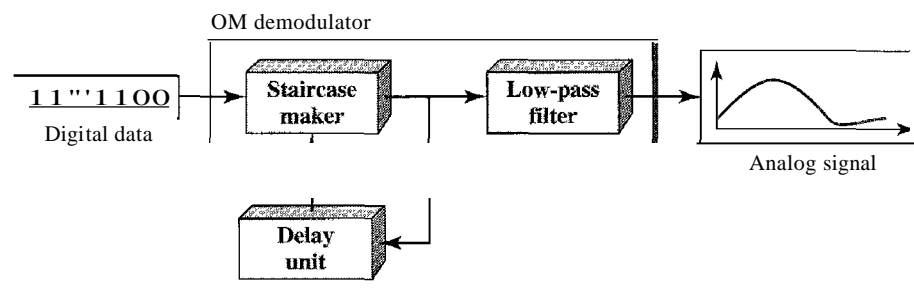 OM demodulator
Staircase
maker
Low-pass
filter
11"'1100
Digital data
Analog signal
Delay
unit